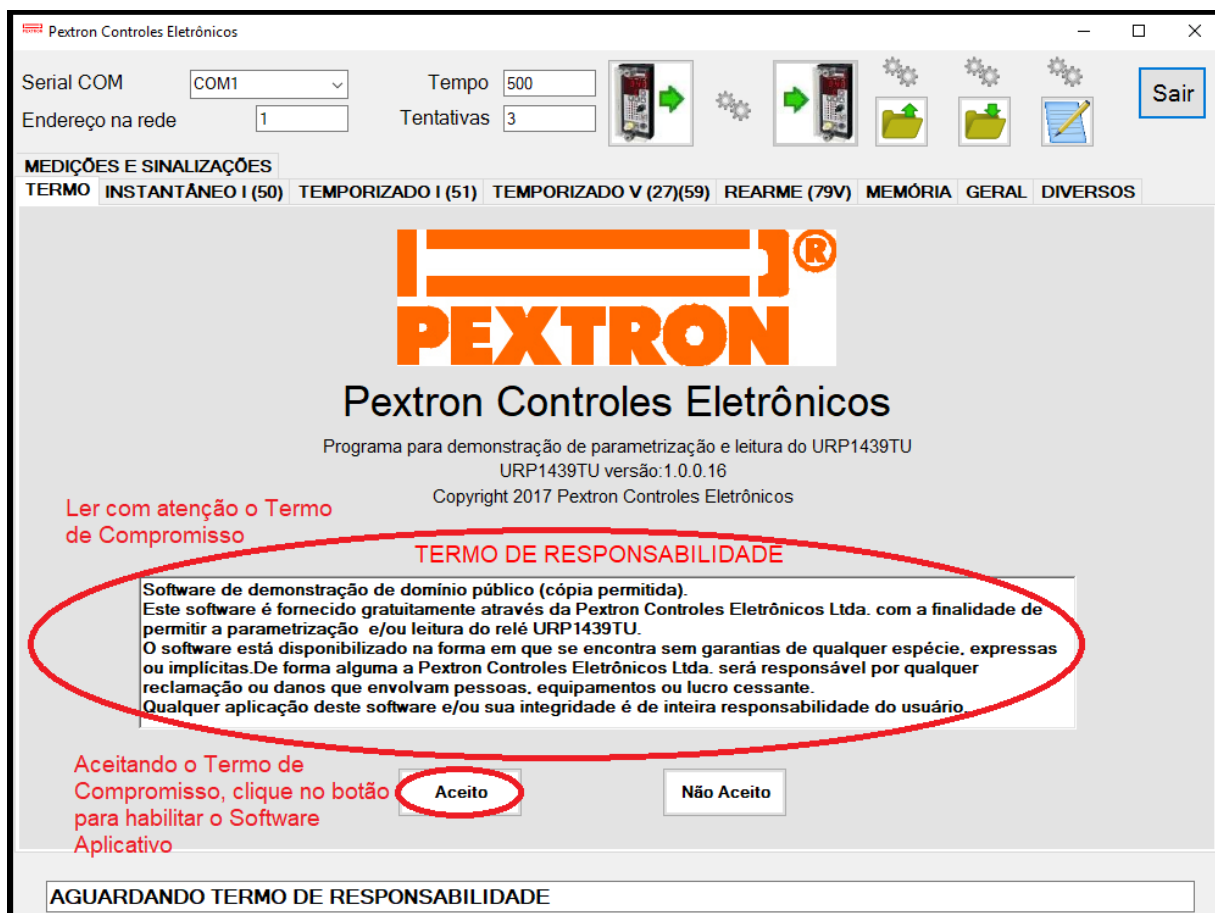 Pextron Controles Eletrônicos
Serial COM COM1 Tempo 500
Sair
Endereço na rede 1 Tentativas 3
MEDIÇÕES E SINALIZAÇÕES
TERMO INSTANTÂNEO I (50) TEMPORIZADO I (51) TEMPORIZADO V (27)(59) REARME (79V) MEMÓRIA GERAL DIVERSOS
PEXTRON ®
Pextron Controles Eletrônicos
Programa para demonstração de parametrização e leitura do URP1439TU
URP1439TU versão:1.0.0.16
Copyright 2017 Pextron Controles Eletrônicos
Ler com atenção o Termo
de Compromisso
TERMO DE RESPONSABILIDADE
Software de demonstração de domínio público (cópia permitida).
Este software é fornecido gratuitamente através da Pextron Controles Eletrônicos Ltda. com a finalidade de
permitir a parametrização e/ou leitura do relé URP1439TU.
O software está disponibilizado na forma em que se encontra sem garantias de qualquer espécie, expressas
ou implícitas.De forma alguma a Pextron Controles Eletrônicos Ltda. será responsável por qualquer
reclamação ou danos que envolvam pessoas, equipamentos ou lucro cessante.
Qualquer aplicação deste software e/ou sua integridade é de inteira responsabilidade do usuário.
Aceitando o Termo de
Compromisso, clique no botão
para habilitar o Software
Aplicativo
Aceito Não Aceito
AGUARDANDO TERMO DE RESPONSABILIDADE